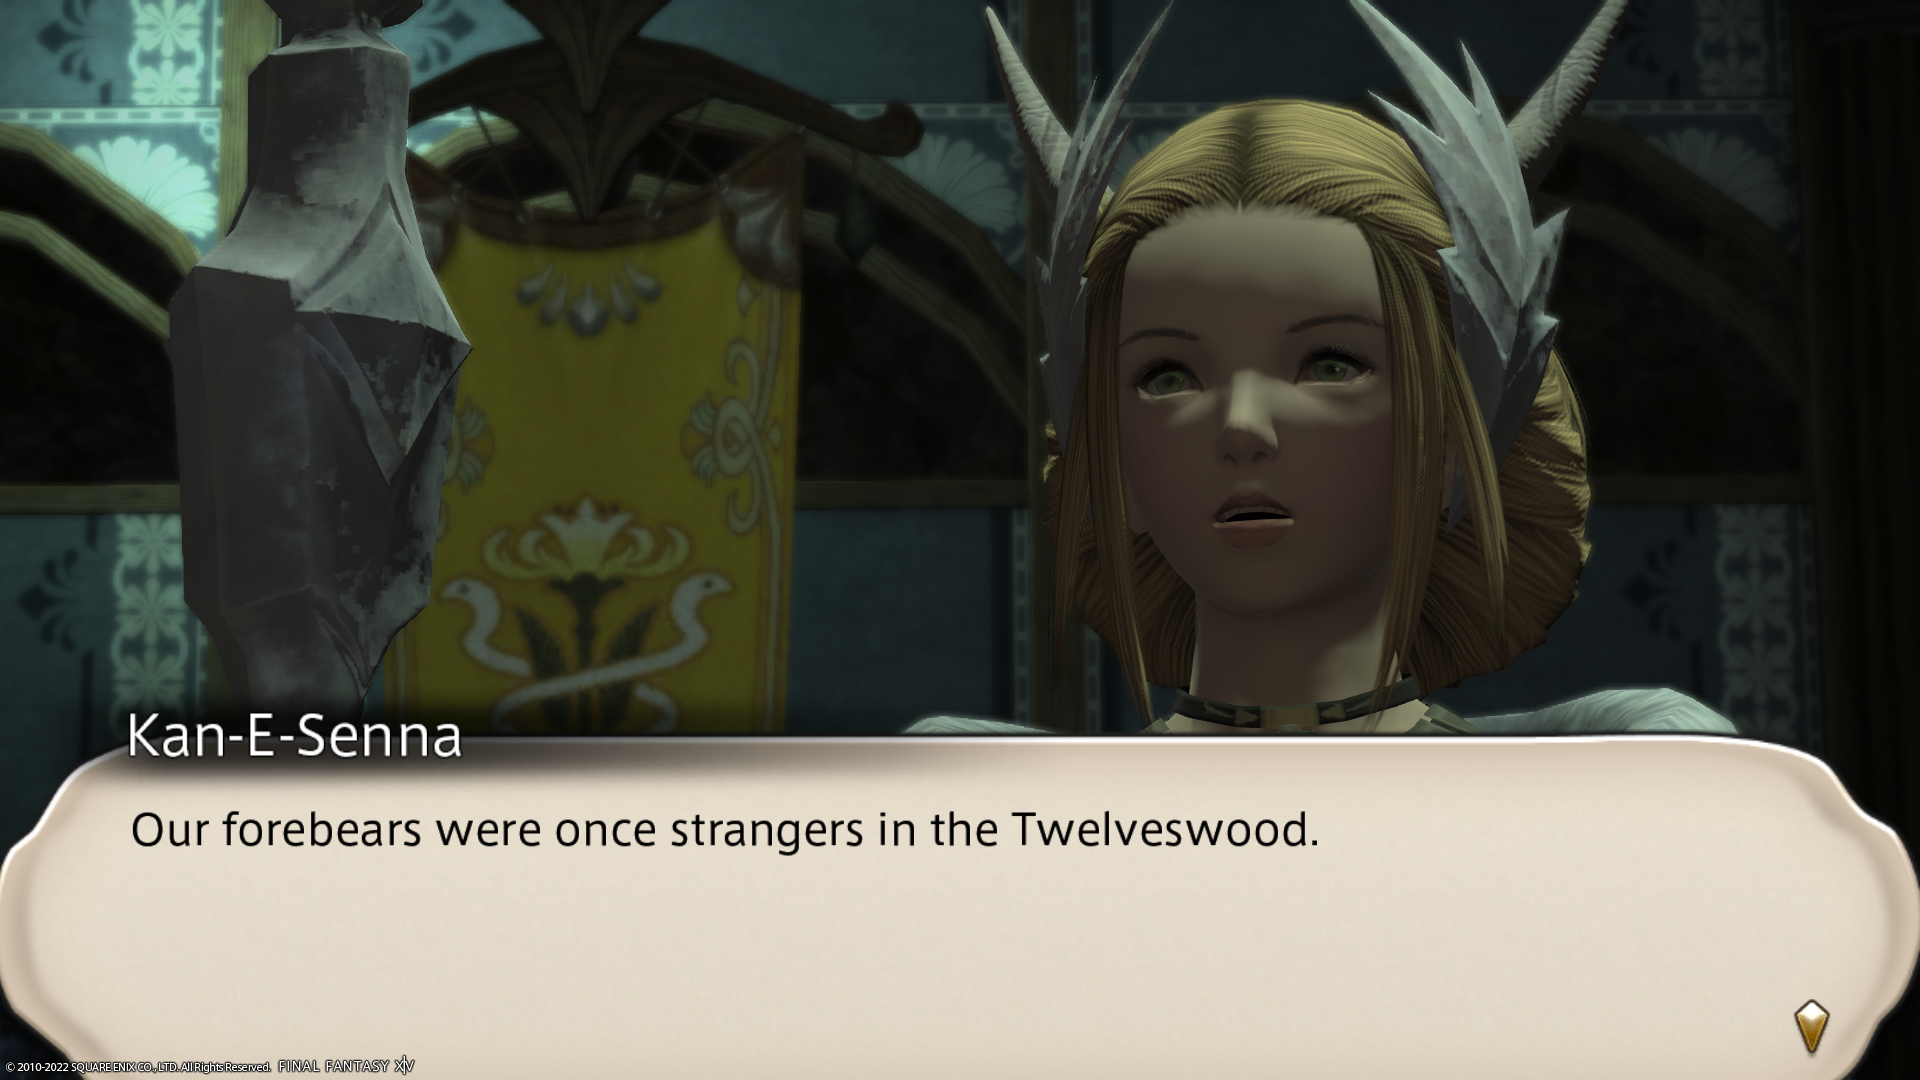 Kan-E-Senna
Our forebears were once strangers in the Twelveswood.
© 2010-2022 SQUARE ENIX CO., LTD. All Rights Reserved. FINAL FANTASY XIV